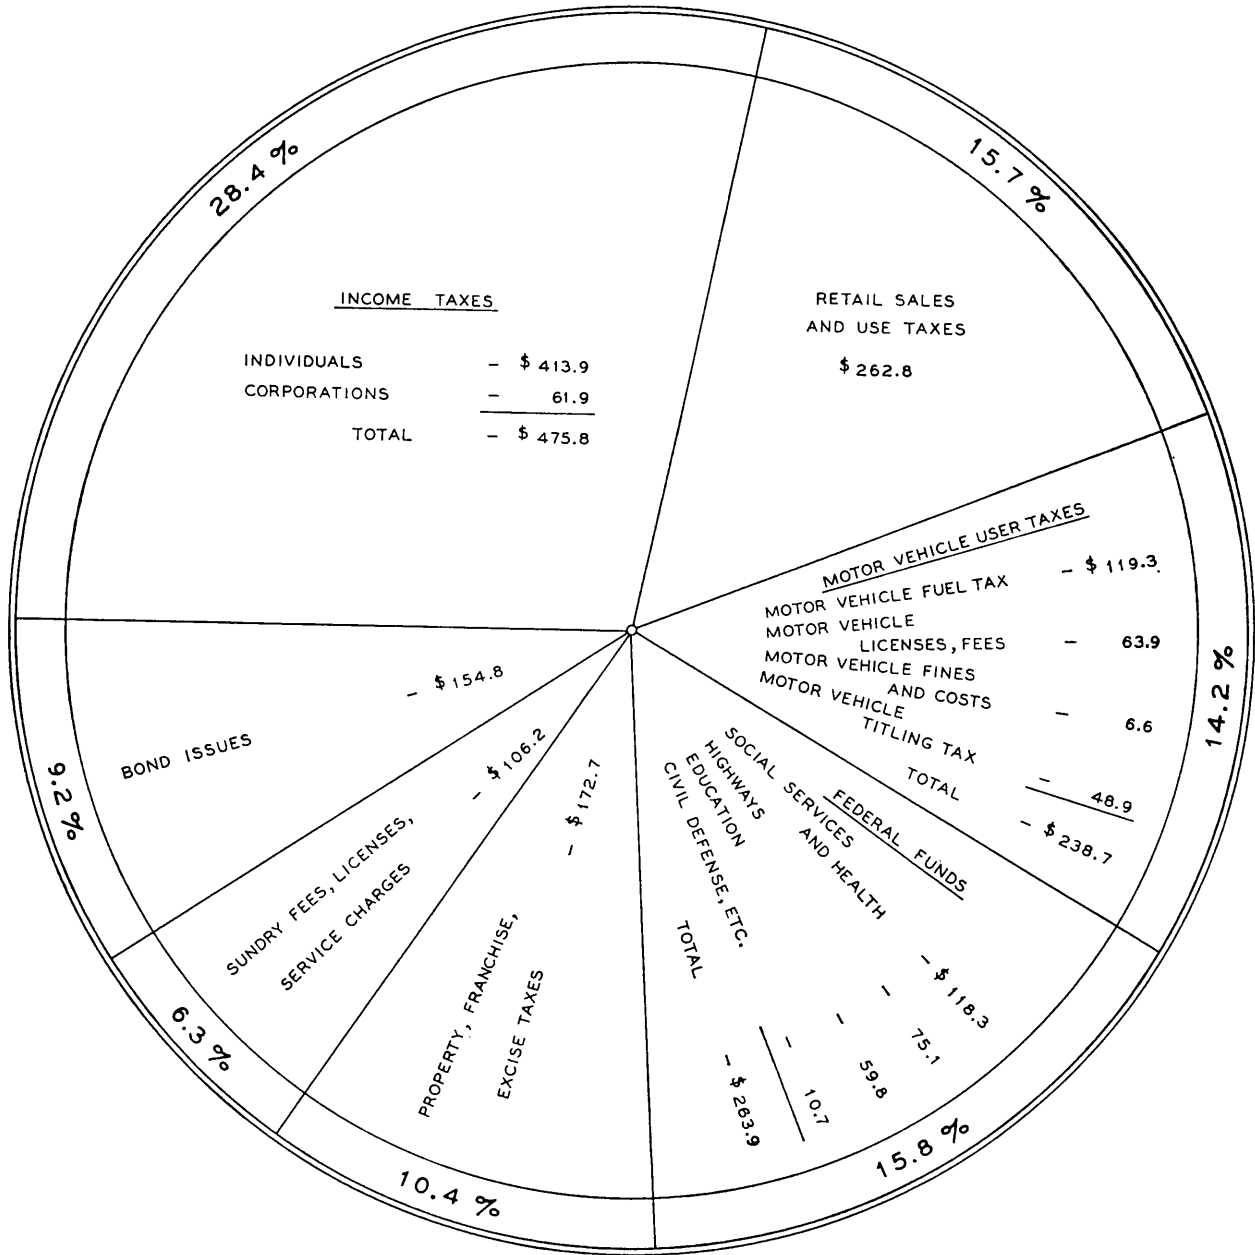 28.4 %
INCOME TAXES
INDIVIDUALS - $ 413.9
CORPORATIONS - 61.9
TOTAL - $ 475.8
15.7 %
RETAIL SALES
AND USE TAXES
$ 262.8
14.2 %
MOTOR VEHICLE USER TAXES
MOTOR VEHICLE FUEL TAX - $ 119.3
MOTOR VEHICLE
LICENSES, FEES - 63.9
MOTOR VEHICLE FINES
AND COSTS - 6.6
MOTOR VEHICLE
TITLING TAX - 48.9
TOTAL - $ 238.7
15.8 %
FEDERAL FUNDS
SOCIAL SERVICES
AND HEALTH - $ 118.3
HIGHWAYS - 75.1
EDUCATION - 59.8
CIVIL DEFENSE, ETC. - 10.7
TOTAL - $ 263.9
10.4 %
PROPERTY, FRANCHISE,
EXCISE TAXES - $ 172.7
6.3 %
SUNDRY FEES, LICENSES,
SERVICE CHARGES - $ 106.2
9.2 %
BOND ISSUES - $ 154.8